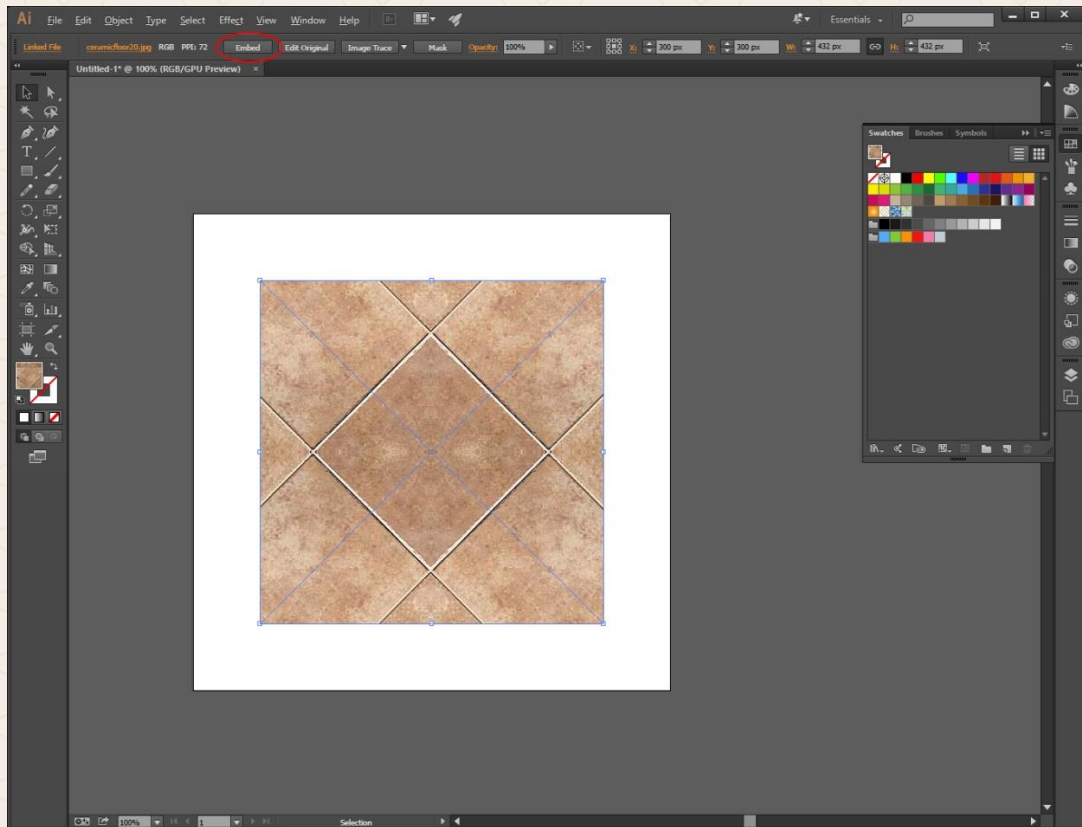 Ai File Edit Object Type Select Effect View Window Help Br Essentials
Linked File ceramicfloor20.jpg RGB PPI: 72 Embed Edit Original Image Trace Mask Opacity: 100% X: 300 px Y: 300 px W: 432 px H: 432 px
Untitled-1* @ 100% (RGB/GPU Preview) ×
Swatches Brushes Symbols
100% 1 Selection